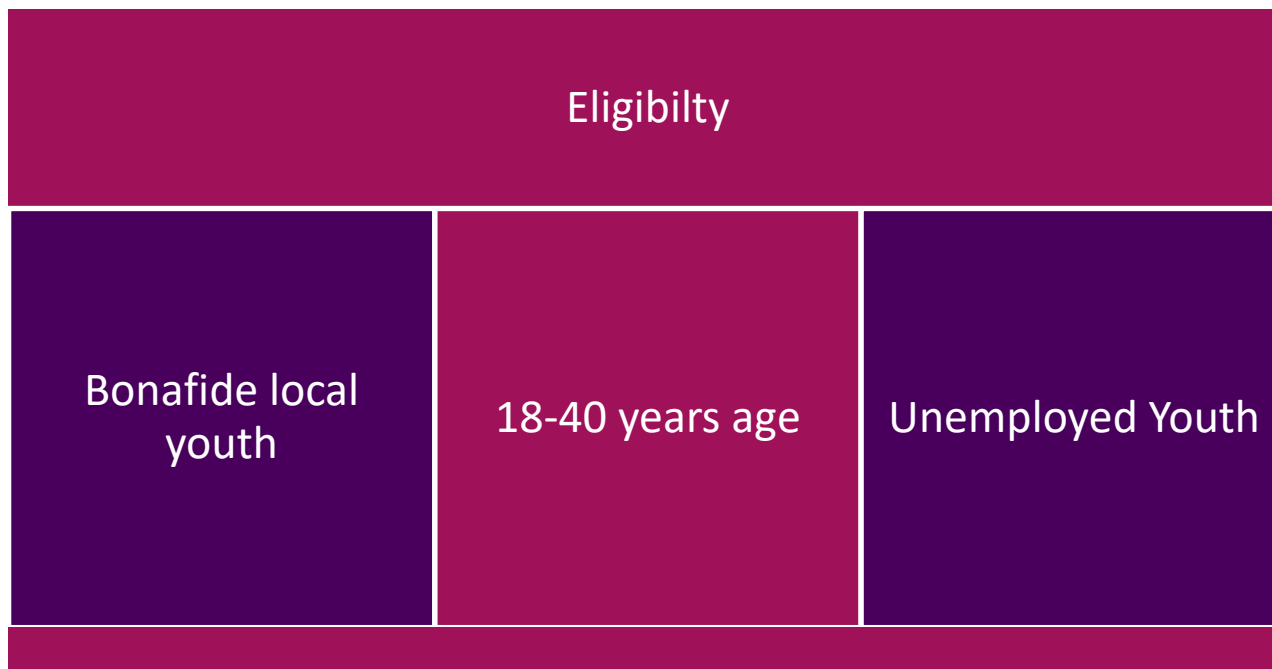 Eligibilty
Bonafide local
youth
18-40 years age
Unemployed Youth